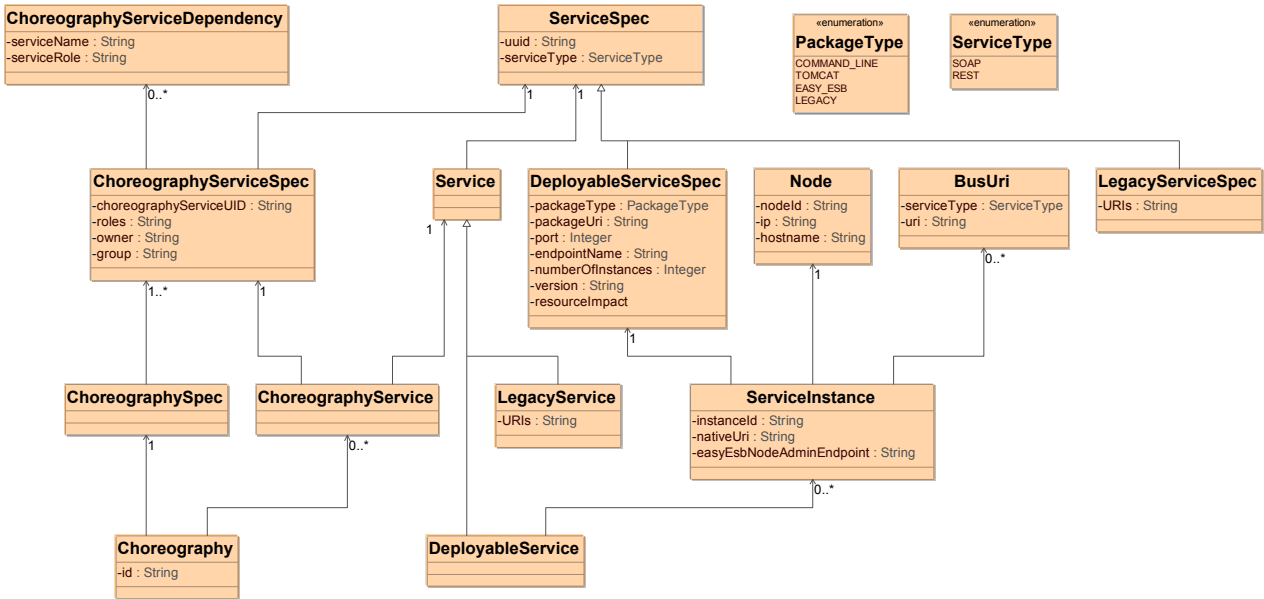 ChoreographyServiceDependency
-serviceName : String
-serviceRole : String
ServiceSpec
-uuid : String
-serviceType : ServiceType
«enumeration»
PackageType
COMMAND_LINE
TOMCAT
EASY_ESB
LEGACY
«enumeration»
ServiceType
SOAP
REST
0..*
1
1
ChoreographyServiceSpec
-choreographyServiceUID : String
-roles : String
-owner : String
-group : String
Service
DeployableServiceSpec
-packageType : PackageType
-packageUri : String
-port : Integer
-endpointName : String
-numberOfInstances : Integer
-version : String
-resourceImpact
Node
-nodeId : String
-ip : String
-hostname : String
BusUri
-serviceType : ServiceType
-uri : String
LegacyServiceSpec
-URIs : String
1..*
1
1
1
1
0..*
ChoreographySpec
ChoreographyService
LegacyService
-URIs : String
ServiceInstance
-instanceId : String
-nativeUri : String
-easyEsbNodeAdminEndpoint : String
1
0..*
0..*
Choreography
-id : String
DeployableService